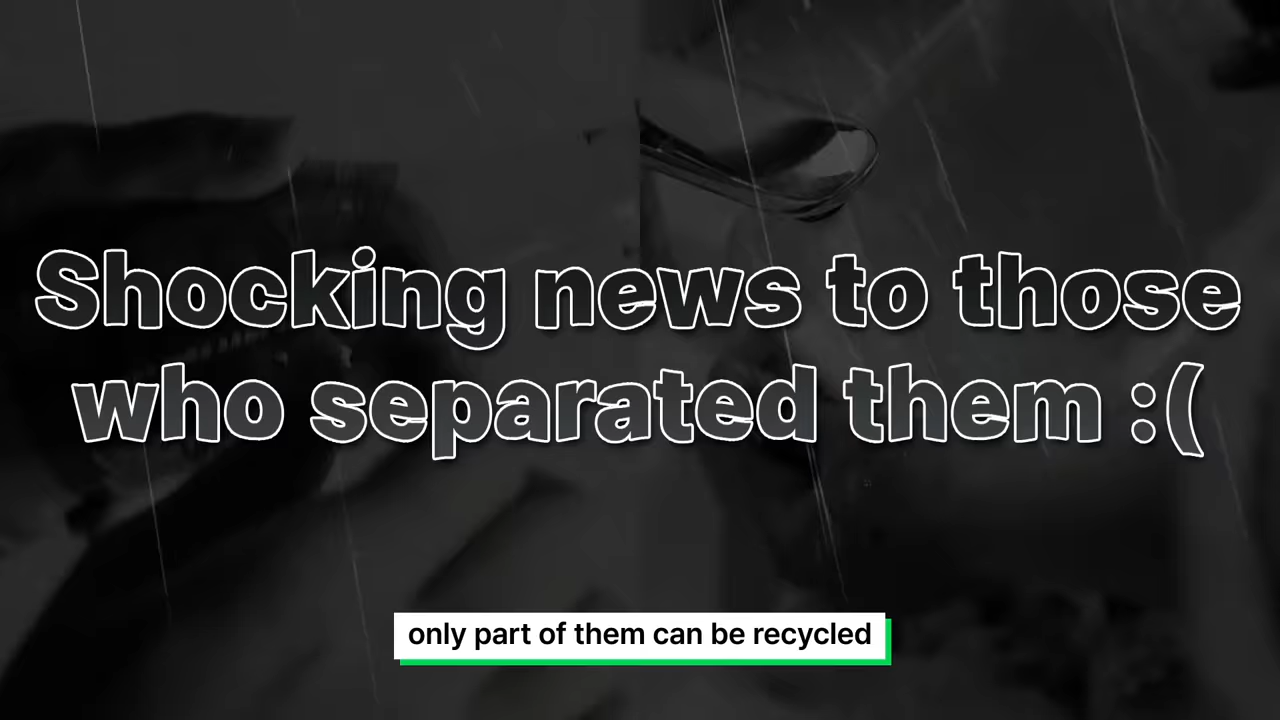 Shocking news to those
who separated them :(
only part of them can be recycled